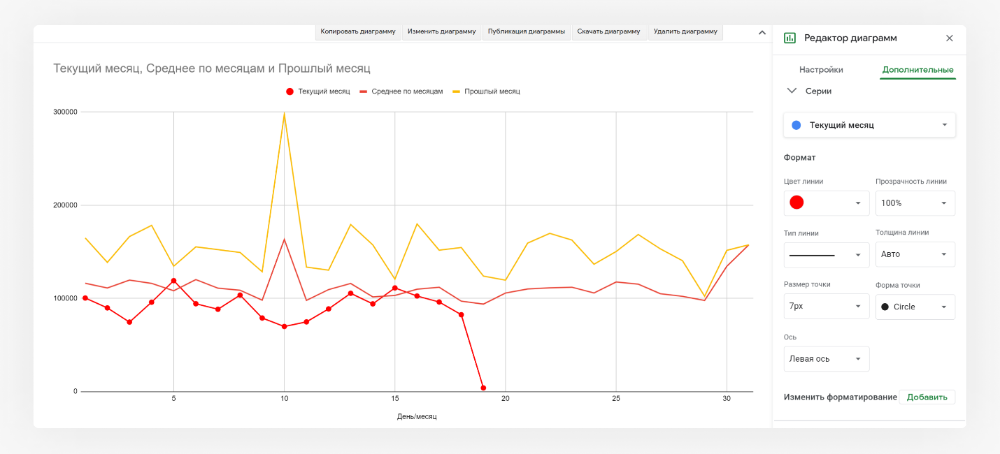 Копировать диаграмму Изменить диаграмму Публикация диаграммы Скачать диаграмму Удалить диаграмму
Текущий месяц, Среднее по месяцам и Прошлый месяц
Текущий месяц Среднее по месяцам Прошлый месяц
300000
200000
100000
0
5 10 15 20 25 30
День/месяц
Редактор диаграмм
Настройки Дополнительные
Серии
Текущий месяц
Формат
Цвет линии Прозрачность линии
100%
Тип линии Толщина линии
Авто
Размер точки Форма точки
7px Circle
Ось
Левая ось
Изменить форматирование Добавить